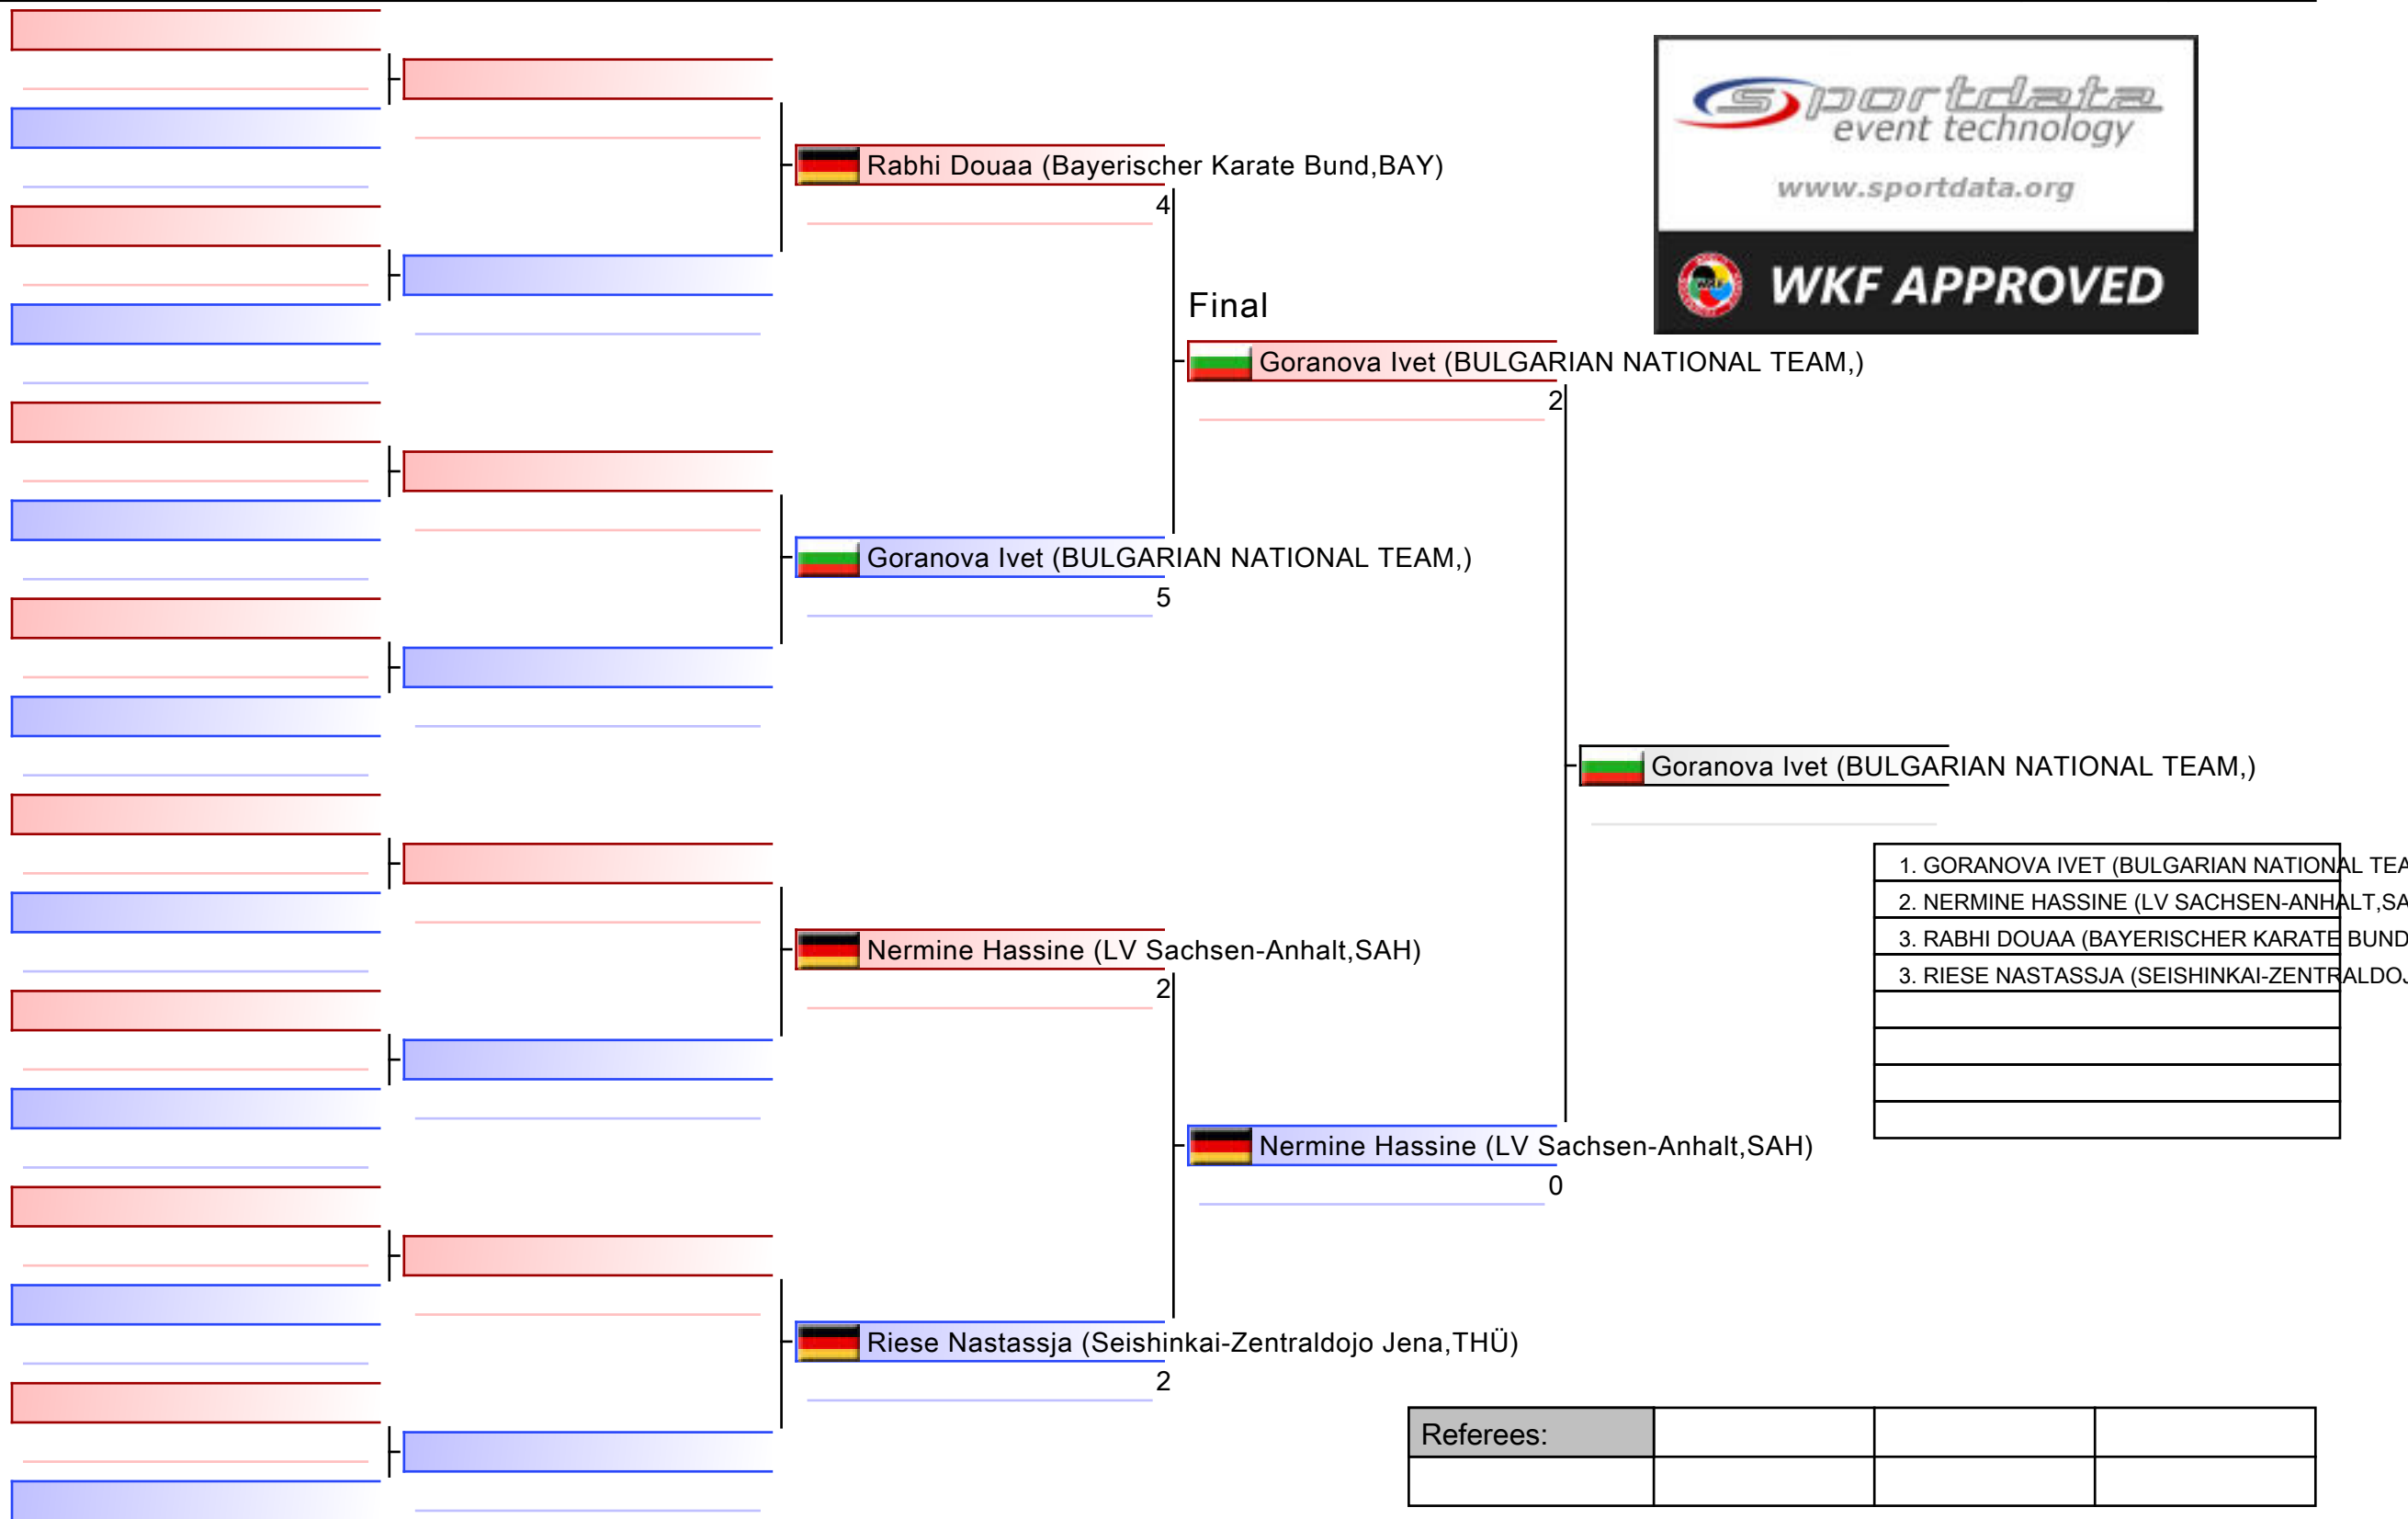 sportdata
event technology
www.sportdata.org
WKF APPROVED
Rabhi Douaa (Bayerischer Karate Bund,BAY)
4
Final
Goranova Ivet (BULGARIAN NATIONAL TEAM,)
2
Goranova Ivet (BULGARIAN NATIONAL TEAM,)
5
Goranova Ivet (BULGARIAN NATIONAL TEAM,)
1. GORANOVA IVET (BULGARIAN NATIONAL TEA
2. NERMINE HASSINE (LV SACHSEN-ANHALT,SA
3. RABHI DOUAA (BAYERISCHER KARATE BUND
3. RIESE NASTASSJA (SEISHINKAI-ZENTRALDOJ
Nermine Hassine (LV Sachsen-Anhalt,SAH)
2
Nermine Hassine (LV Sachsen-Anhalt,SAH)
0
Riese Nastassja (Seishinkai-Zentraldojo Jena,THÜ)
2
Referees: